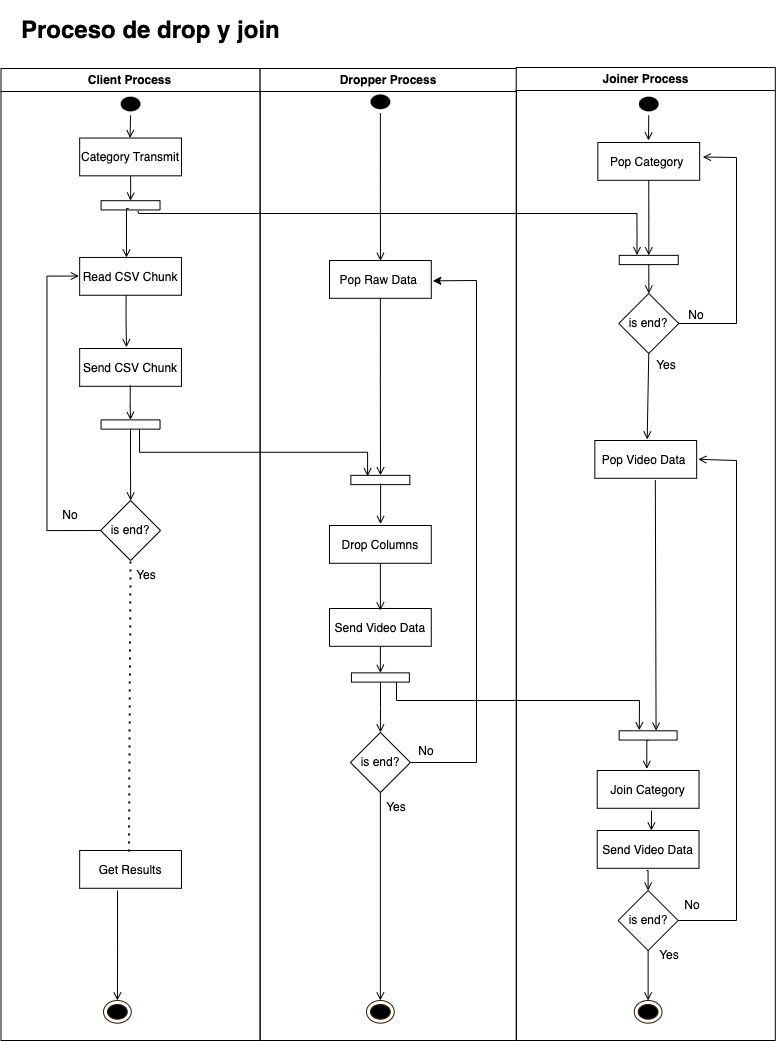 Proceso de drop y join
Client Process
Dropper Process
Joiner Process
Category Transmit
Read CSV Chunk
Send CSV Chunk
is end?
No
Yes
Get Results
Pop Raw Data
Drop Columns
Send Video Data
is end?
No
Yes
Pop Category
is end?
No
Yes
Pop Video Data
Join Category
Send Video Data
is end?
No
Yes